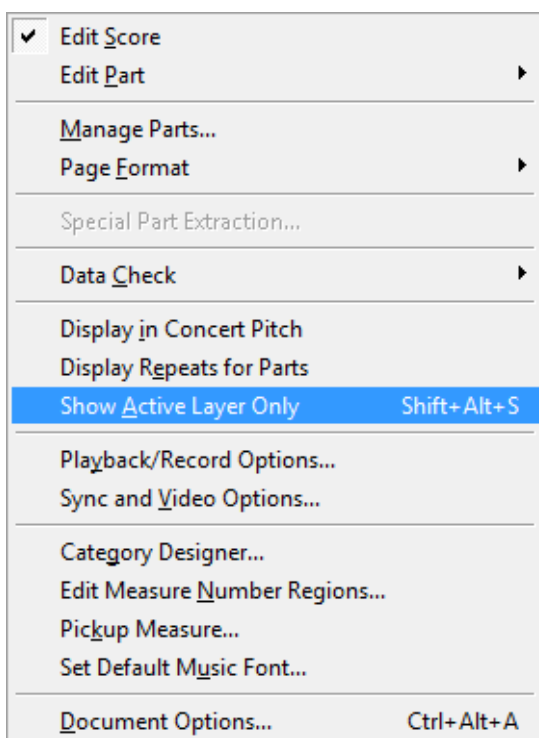 Edit Score
Edit Part
Manage Parts...
Page Format
Special Part Extraction...
Data Check
Display in Concert Pitch
Display Repeats for Parts
Show Active Layer Only Shift+Alt+S
Playback/Record Options...
Sync and Video Options...
Category Designer...
Edit Measure Number Regions...
Pickup Measure...
Set Default Music Font...
Document Options... Ctrl+Alt+A